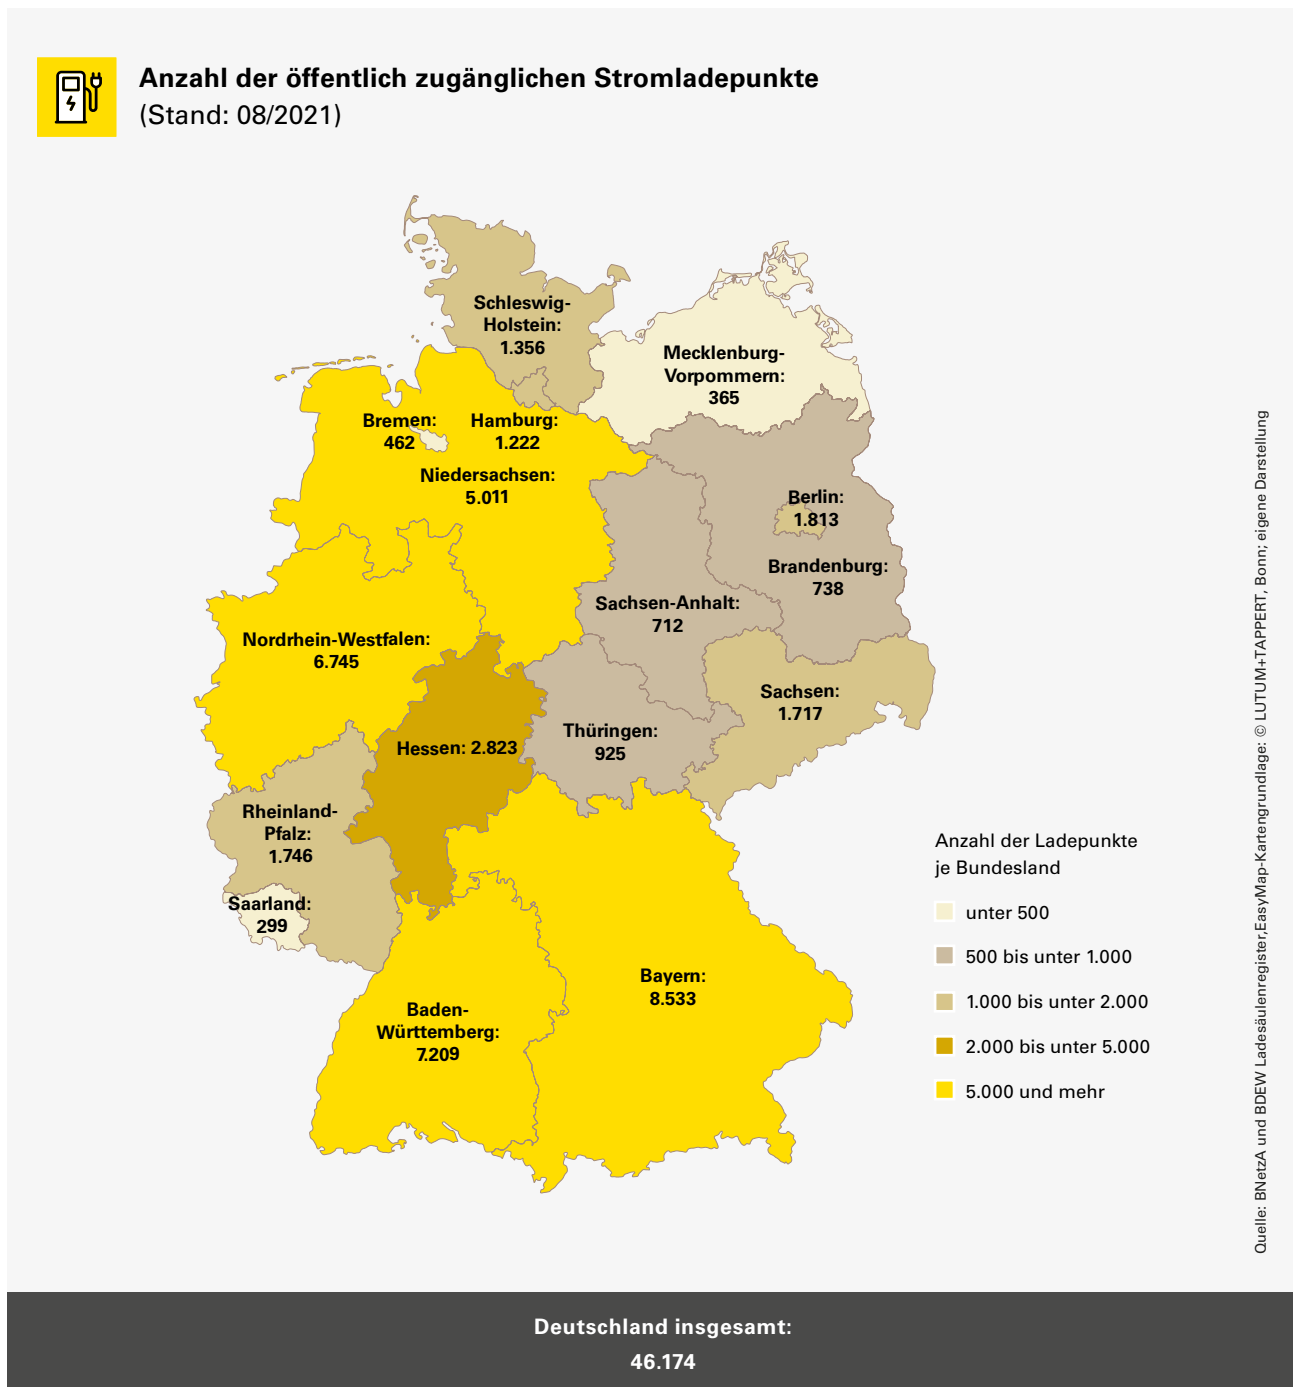 Anzahl der öffentlich zugänglichen Stromladepunkte
(Stand: 08/2021)
Schleswig-
Holstein:
1.356
Mecklenburg-
Vorpommern:
365
Bremen:
462
Hamburg:
1.222
Niedersachsen:
5.011
Berlin:
1.813
Brandenburg:
738
Sachsen-Anhalt:
712
Nordrhein-Westfalen:
6.745
Sachsen:
1.717
Thüringen:
925
Hessen: 2.823
Rheinland-
Pfalz:
1.746
Saarland:
299
Bayern:
8.533
Baden-
Württemberg:
7.209
Anzahl der Ladepunkte
je Bundesland
unter 500
500 bis unter 1.000
1.000 bis unter 2.000
2.000 bis unter 5.000
5.000 und mehr
Quelle: BNetzA und BDEW Ladesäulenregister,EasyMap-Kartengrundlage: © LUTUM+TAPPERT, Bonn; eigene Darstellung
Deutschland insgesamt:
46.174